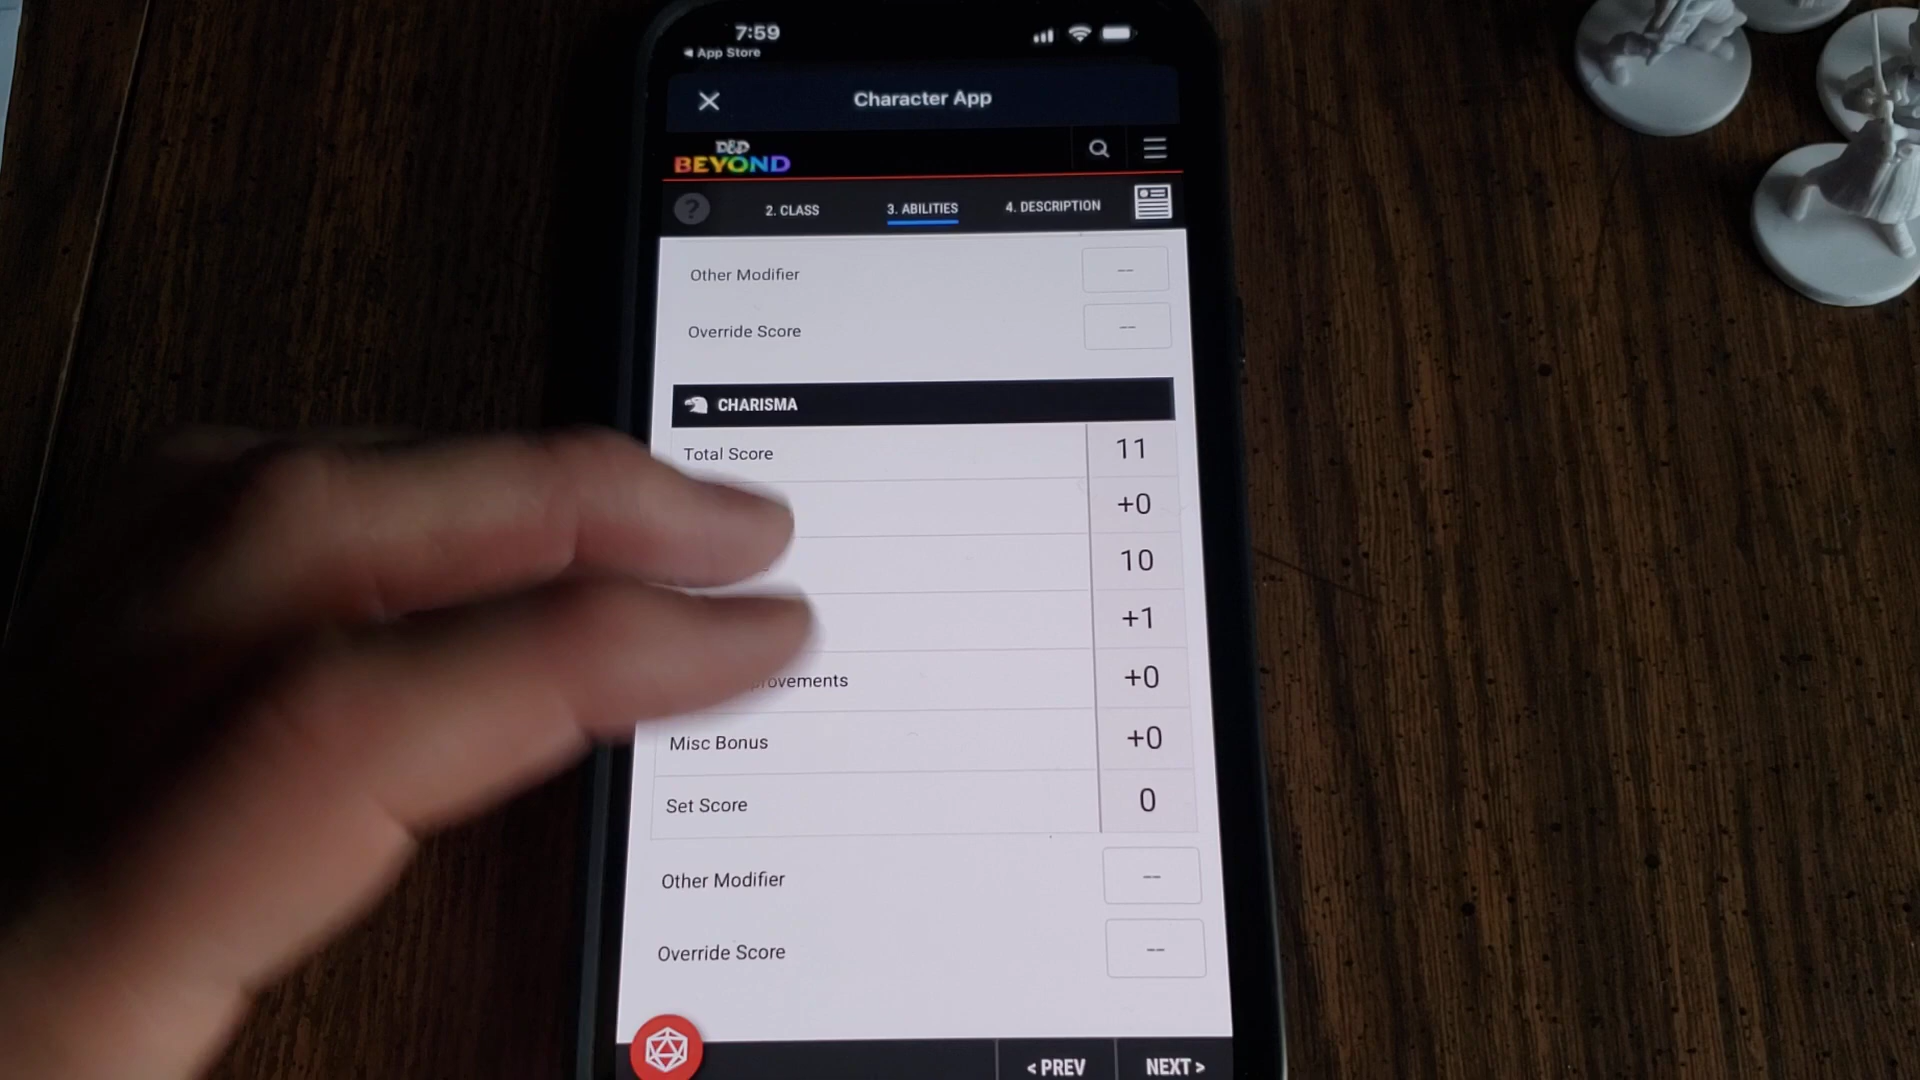 7:59
App Store
Character App
D&D
BEYOND
?
2. CLASS
3. ABILITIES
4. DESCRIPTION
Other Modifier
--
Override Score
--
CHARISMA
Total Score
11
+0
10
+1
+0
Misc Bonus
+0
Set Score
0
Other Modifier
--
Override Score
--
< PREV
NEXT >